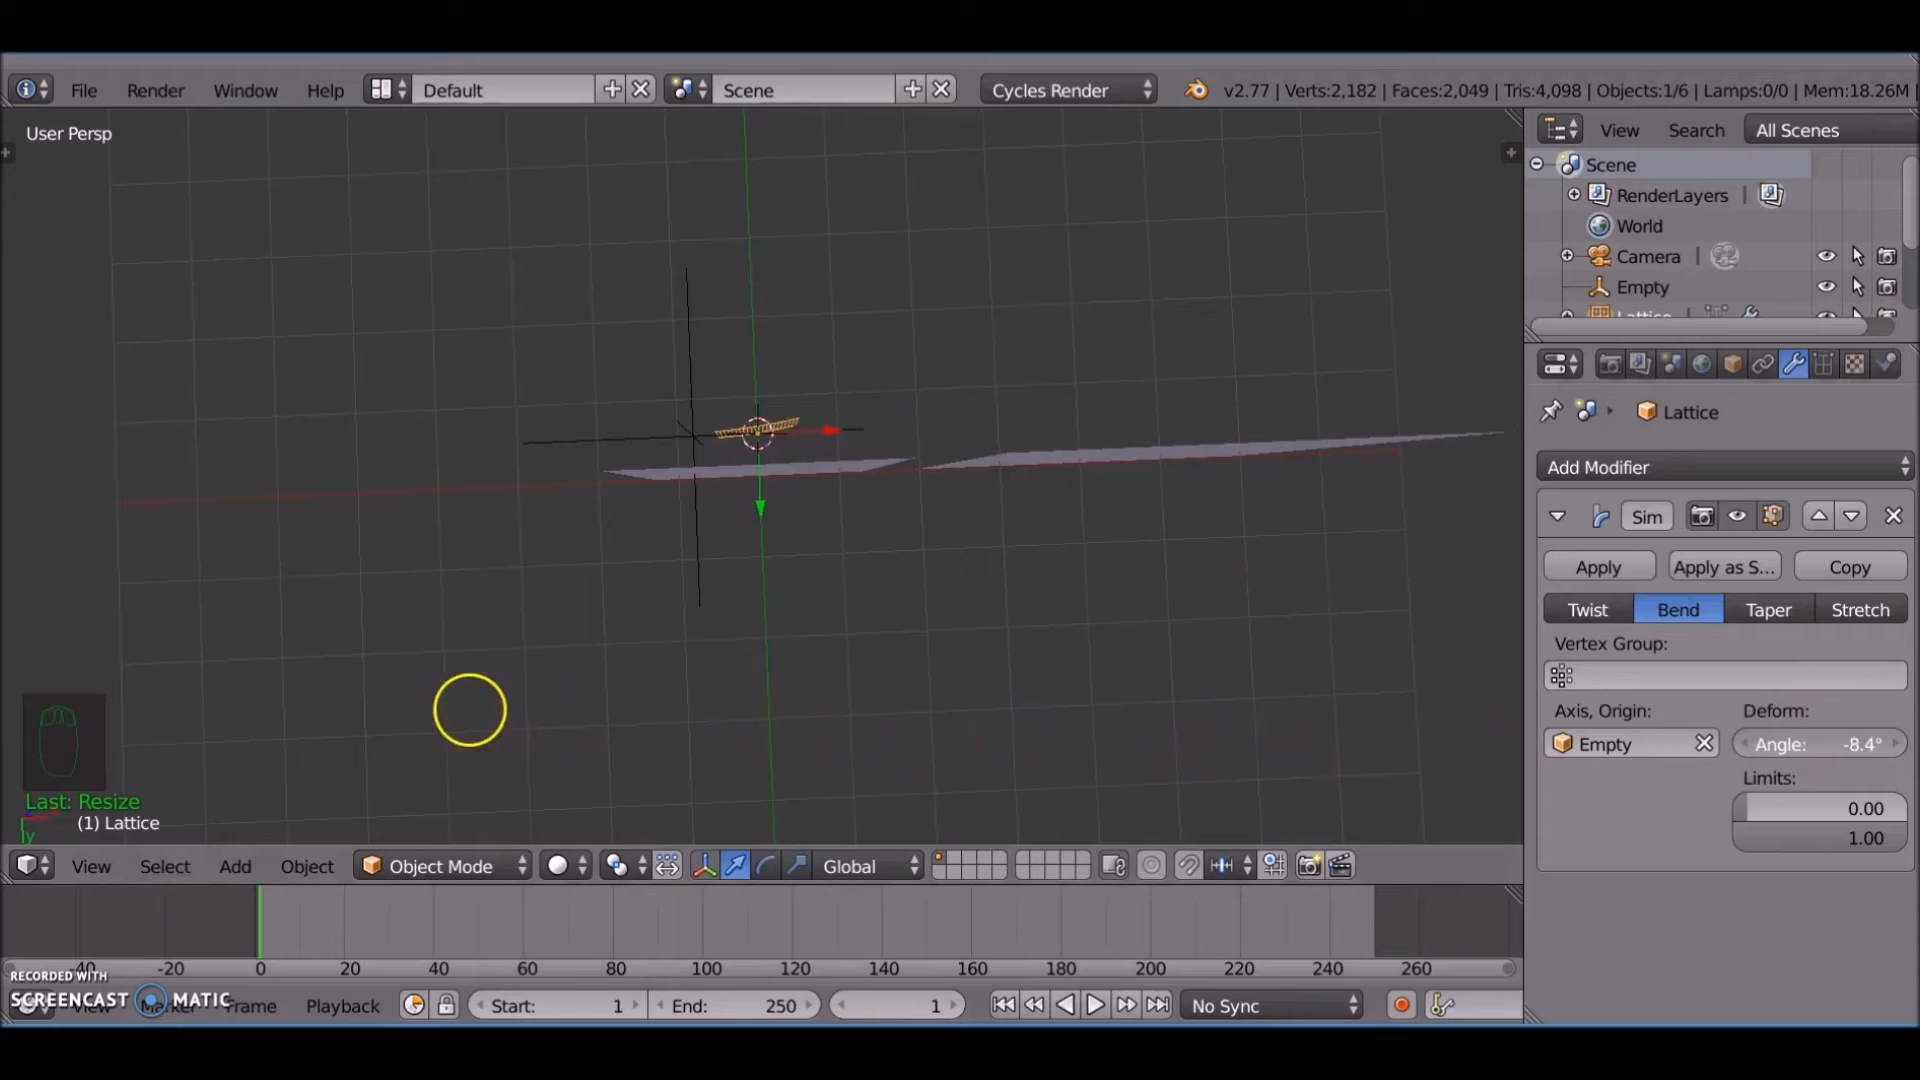 File Render Window Help Default Scene Cycles Render v2.77 | Verts:2,182 | Faces:2,049 | Tris:4,098 | Objects:1/6 | Lamps:0/0 | Mem:18.26M |
User Persp
View Search All Scenes
Scene
RenderLayers |
World
Camera |
Empty
Lattice
Lattice
Add Modifier
Sim
Apply Apply as S... Copy
Twist Bend Taper Stretch
Vertex Group:
Axis, Origin: Deform:
Empty Angle: -8.4°
Limits:
0.00
1.00
Last: Resize
(1) Lattice
y
View Select Add Object Object Mode Global
-40 -20 0 20 40 60 80 100 120 140 160 180 200 220 240 260
RECORDED WITH
SCREENCAST MATIC
View Marker Frame Playback Start: 1 End: 250 1 No Sync